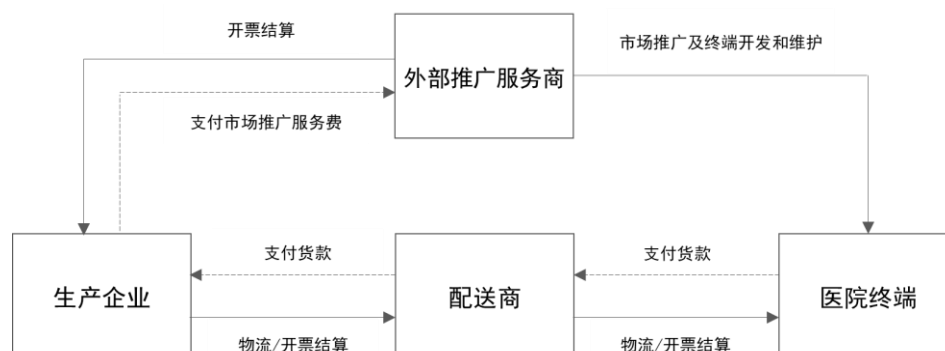 开票结算
市场推广及终端开发和维护
外部推广服务商
支付市场推广服务费
支付货款
支付货款
生产企业
配送商
医院终端
物流/开票结算
物流/开票结算